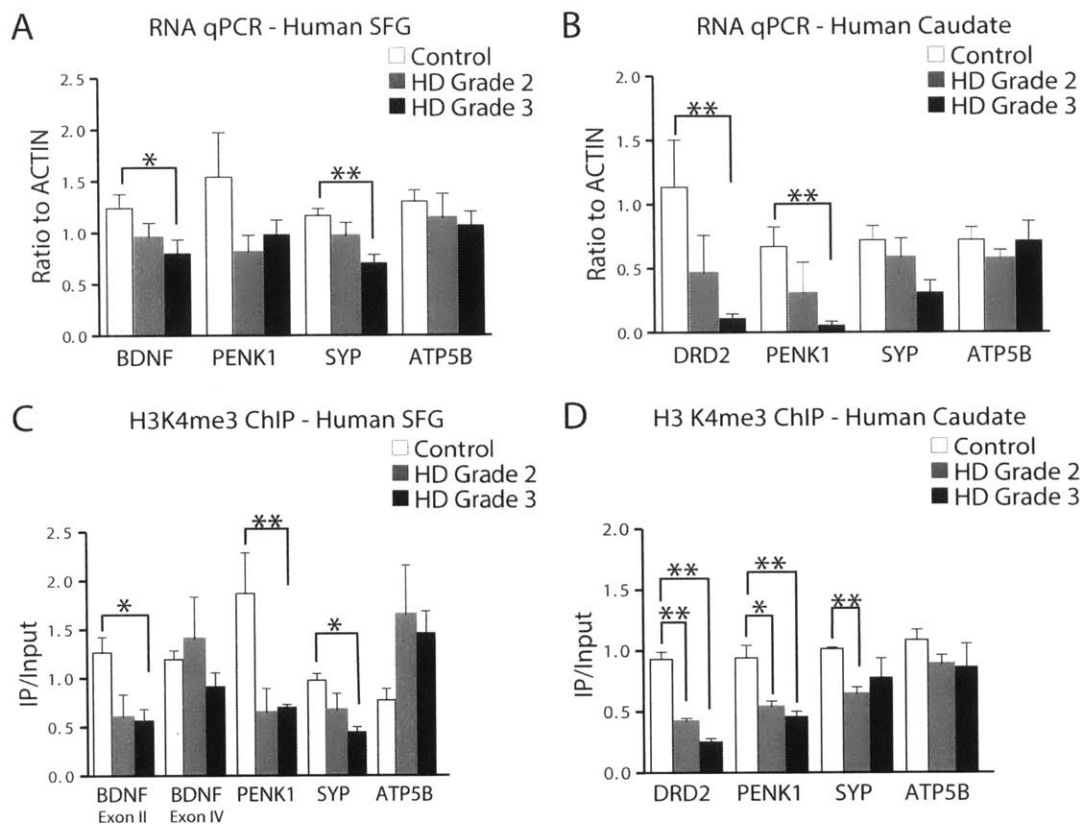 A
RNA qPCR - Human SFG
Control
HD Grade 2
HD Grade 3
Ratio to ACTIN
2.5
2.0
1.5
1.0
0.5
0.0
*
**
BDNF PENK1 SYP ATP5B
B
RNA qPCR - Human Caudate
Control
HD Grade 2
HD Grade 3
Ratio to ACTIN
2.0
1.5
1.0
0.5
0.0
**
**
DRD2 PENK1 SYP ATP5B
C
H3K4me3 ChIP - Human SFG
Control
HD Grade 2
HD Grade 3
IP/Input
2.5
2.0
1.5
1.0
0.5
0.0
*
**
*
BDNF BDNF PENK1 SYP ATP5B
Exon II Exon IV
D
H3 K4me3 ChIP - Human Caudate
Control
HD Grade 2
HD Grade 3
IP/Input
2.0
1.5
1.0
0.5
0.0
**
**
**
*
**
DRD2 PENK1 SYP ATP5B